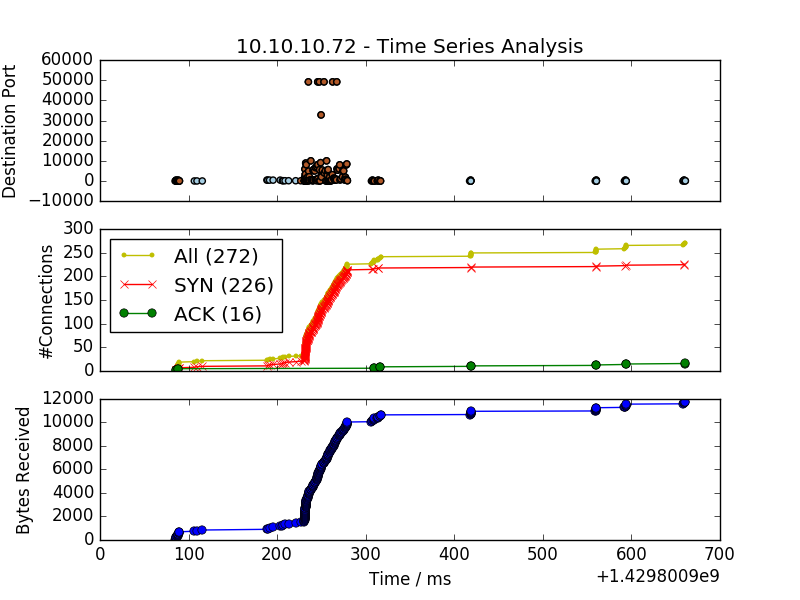 10.10.10.72 - Time Series Analysis
Destination Port
60000
50000
40000
30000
20000
10000
0
−10000
#Connections
300
250
200
150
100
50
0
All (272)
SYN (226)
ACK (16)
Bytes Received
12000
10000
8000
6000
4000
2000
0
0 100 200 300 400 500 600 700
Time / ms
+1.4298009e9